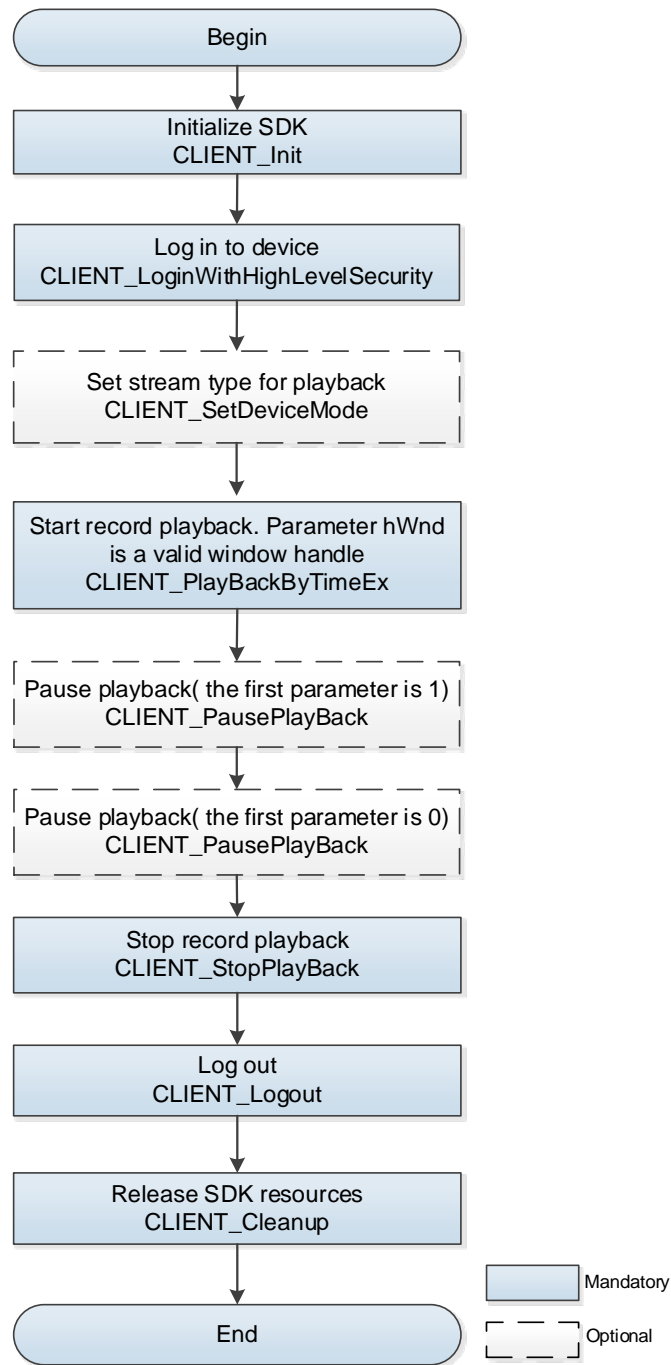 Begin
Initialize SDK
CLIENT_Init
Log in to device
CLIENT_LoginWithHighLevelSecurity
Set stream type for playback
CLIENT_SetDeviceMode
Start record playback. Parameter hWnd
is a valid window handle
CLIENT_PlayBackByTimeEx
Pause playback( the first parameter is 1)
CLIENT_PausePlayBack
Pause playback( the first parameter is 0)
CLIENT_PausePlayBack
Stop record playback
CLIENT_StopPlayBack
Log out
CLIENT_Logout
Release SDK resources
CLIENT_Cleanup
End
Mandatory
Optional